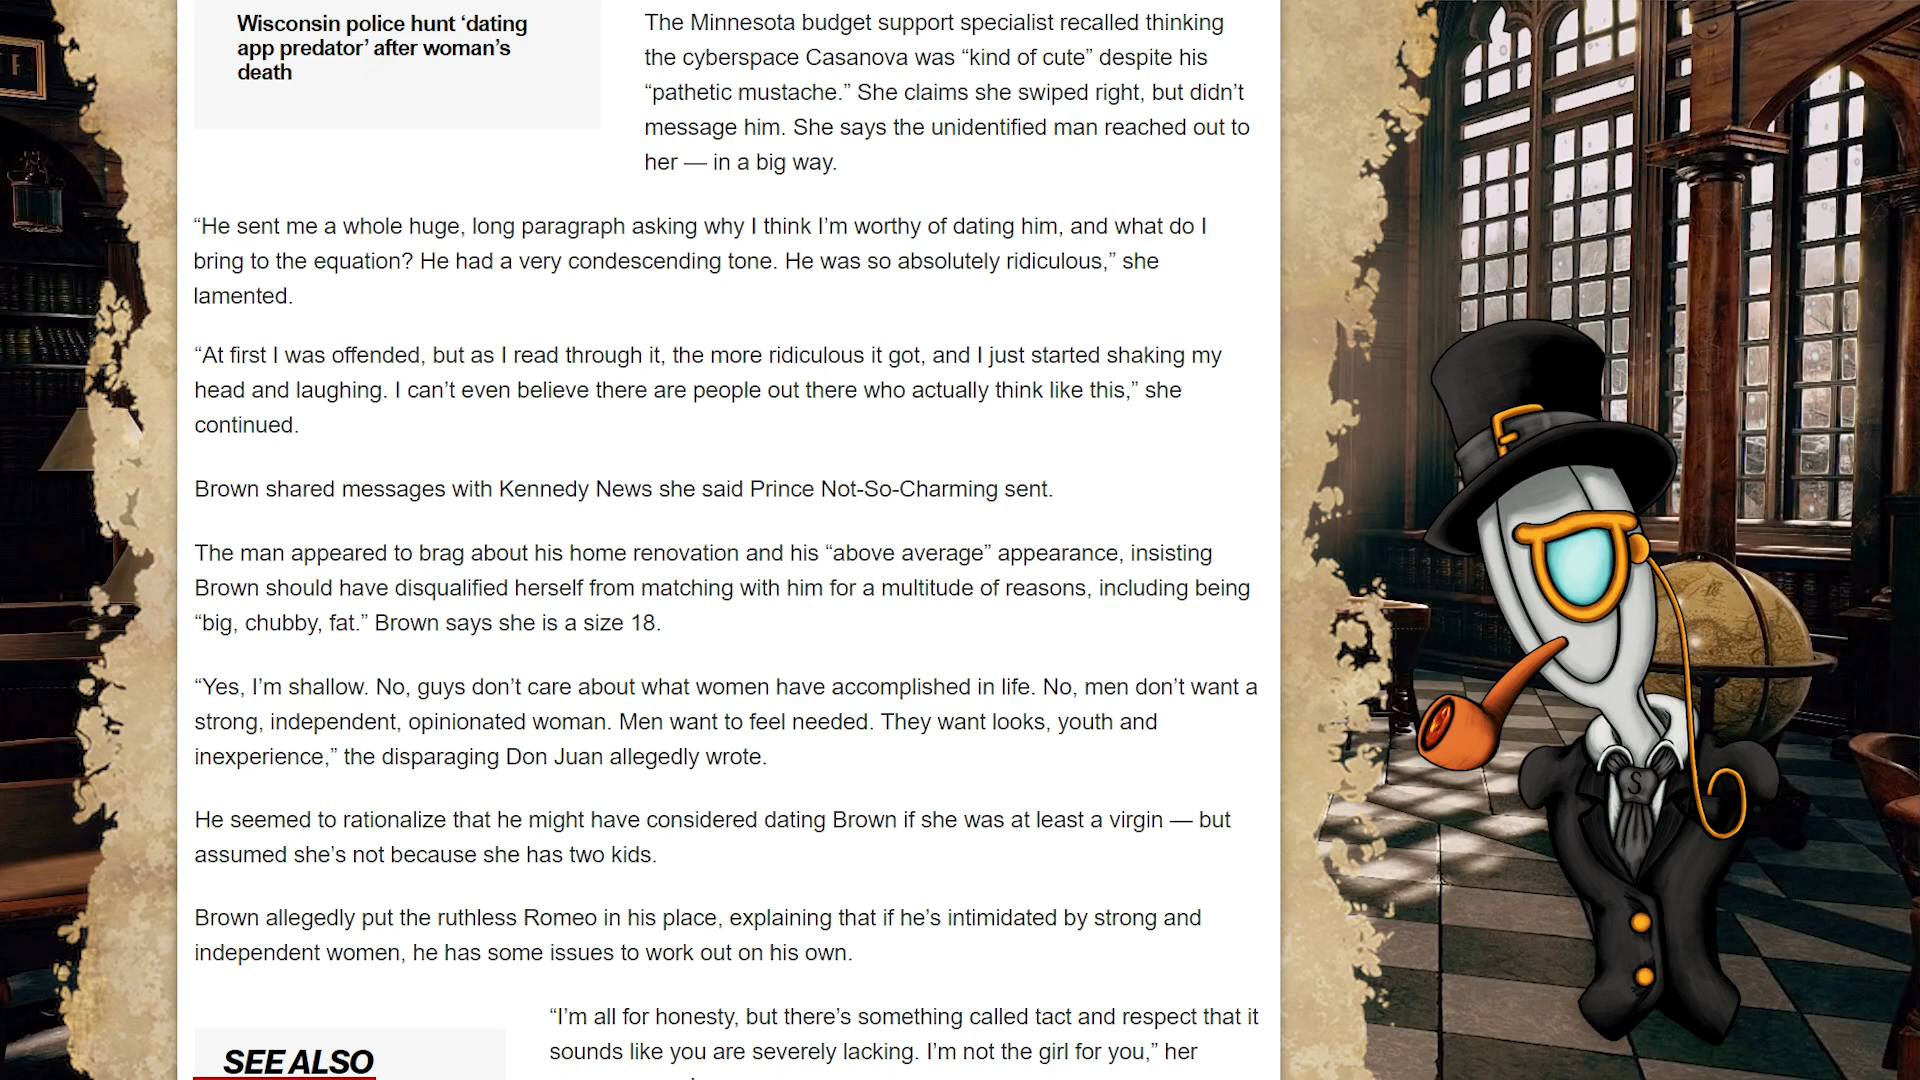 Wisconsin police hunt ‘dating
app predator’ after woman’s
death
The Minnesota budget support specialist recalled thinking
the cyberspace Casanova was “kind of cute” despite his
“pathetic mustache.” She claims she swiped right, but didn’t
message him. She says the unidentified man reached out to
her — in a big way.
“He sent me a whole huge, long paragraph asking why I think I’m worthy of dating him, and what do I
bring to the equation? He had a very condescending tone. He was so absolutely ridiculous,” she
lamented.
“At first I was offended, but as I read through it, the more ridiculous it got, and I just started shaking my
head and laughing. I can’t even believe there are people out there who actually think like this,” she
continued.
Brown shared messages with Kennedy News she said Prince Not-So-Charming sent.
The man appeared to brag about his home renovation and his “above average” appearance, insisting
Brown should have disqualified herself from matching with him for a multitude of reasons, including being
“big, chubby, fat.” Brown says she is a size 18.
“Yes, I’m shallow. No, guys don’t care about what women have accomplished in life. No, men don’t want a
strong, independent, opinionated woman. Men want to feel needed. They want looks, youth and
inexperience,” the disparaging Don Juan allegedly wrote.
He seemed to rationalize that he might have considered dating Brown if she was at least a virgin — but
assumed she’s not because she has two kids.
Brown allegedly put the ruthless Romeo in his place, explaining that if he’s intimidated by strong and
independent women, he has some issues to work out on his own.
“I’m all for honesty, but there’s something called tact and respect that it
sounds like you are severely lacking. I’m not the girl for you,” her
SEE ALSO
S
F